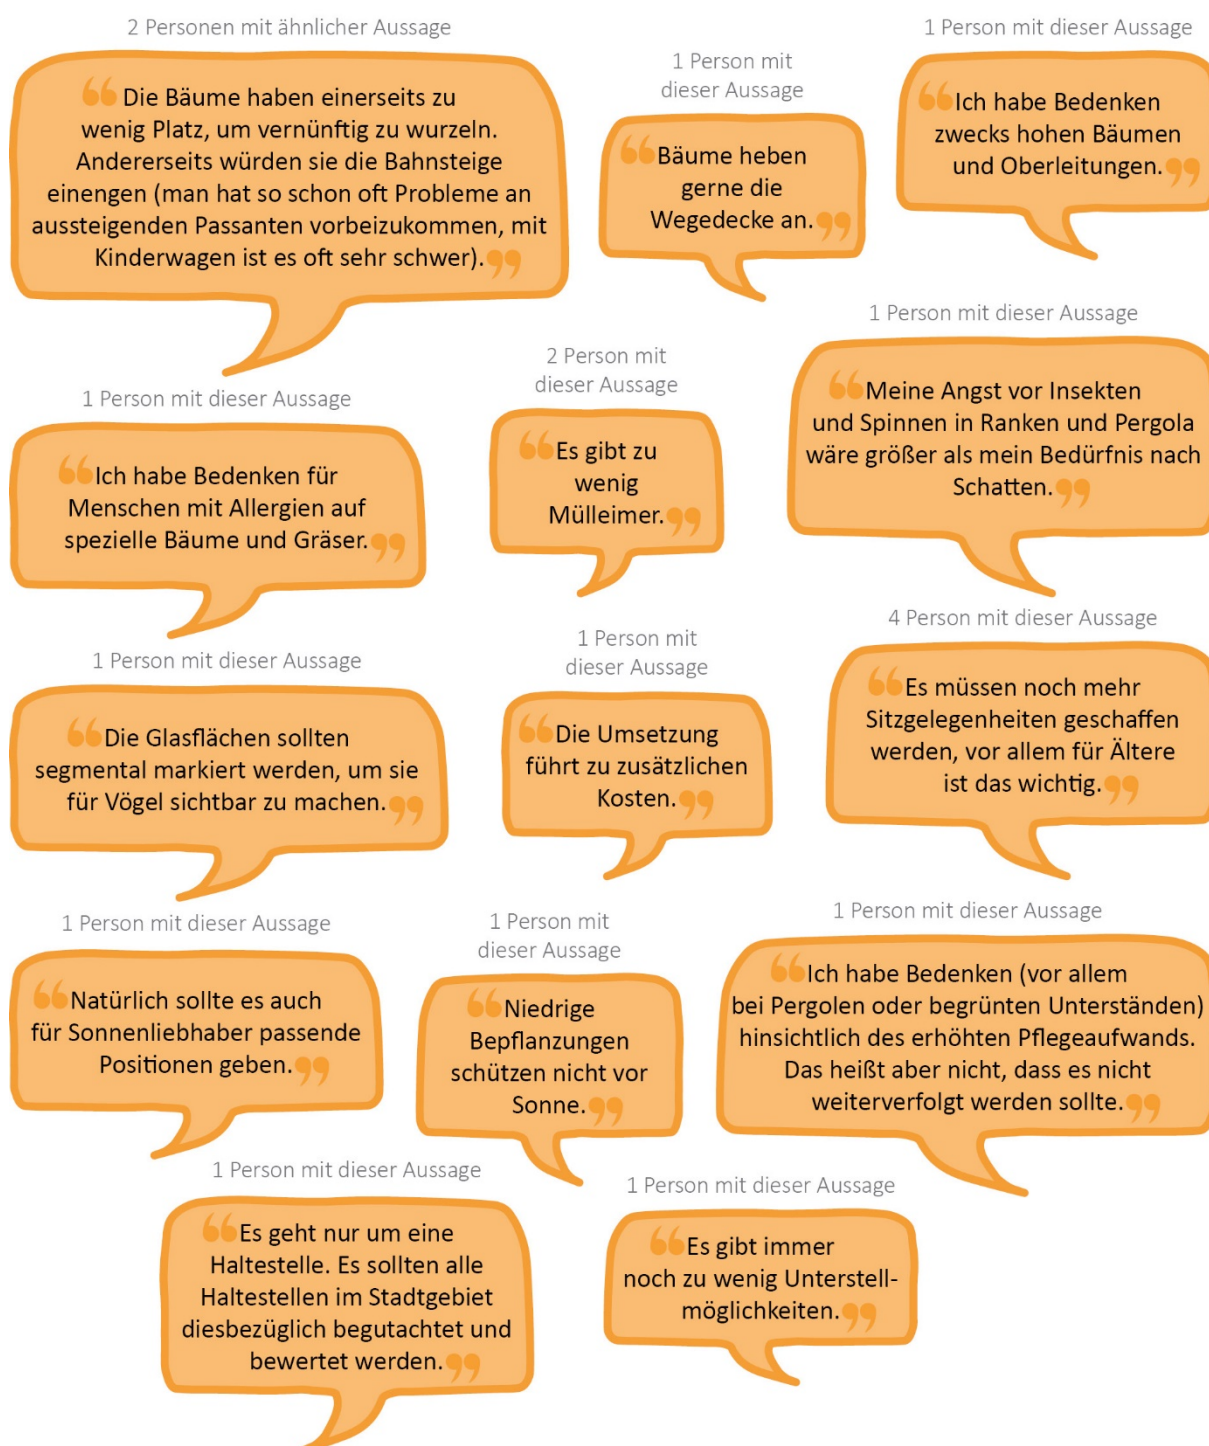 2 Personen mit ähnlicher Aussage
❝Die Bäume haben einerseits zu
wenig Platz, um vernünftig zu wurzeln.
Andererseits würden sie die Bahnsteige
einengen (man hat so schon oft Probleme an
aussteigenden Passanten vorbeizukommen, mit
Kinderwagen ist es oft sehr schwer).❞
1 Person mit
dieser Aussage
❝Bäume heben
gerne die
Wegedecke an.❞
1 Person mit dieser Aussage
❝Ich habe Bedenken
zwecks hohen Bäumen
und Oberleitungen.❞
1 Person mit dieser Aussage
❝Ich habe Bedenken für
Menschen mit Allergien auf
spezielle Bäume und Gräser.❞
2 Person mit
dieser Aussage
❝Es gibt zu
wenig
Mülleimer.❞
1 Person mit dieser Aussage
❝Meine Angst vor Insekten
und Spinnen in Ranken und Pergola
wäre größer als mein Bedürfnis nach
Schatten.❞
1 Person mit dieser Aussage
❝Die Glasflächen sollten
segmental markiert werden, um sie
für Vögel sichtbar zu machen.❞
1 Person mit
dieser Aussage
❝Die Umsetzung
führt zu zusätzlichen
Kosten.❞
4 Person mit dieser Aussage
❝Es müssen noch mehr
Sitzgelegenheiten geschaffen
werden, vor allem für Ältere
ist das wichtig.❞
1 Person mit dieser Aussage
❝Natürlich sollte es auch
für Sonnenliebhaber passende
Positionen geben.❞
1 Person mit
dieser Aussage
❝Niedrige
Bepflanzungen
schützen nicht vor
Sonne.❞
1 Person mit dieser Aussage
❝Ich habe Bedenken (vor allem
bei Pergolen oder begrünten Unterständen)
hinsichtlich des erhöhten Pflegeaufwands.
Das heißt aber nicht, dass es nicht
weiterverfolgt werden sollte.❞
1 Person mit dieser Aussage
❝Es geht nur um eine
Haltestelle. Es sollten alle
Haltestellen im Stadtgebiet
diesbezüglich begutachtet und
bewertet werden.❞
1 Person mit dieser Aussage
❝Es gibt immer
noch zu wenig Unterstell-
möglichkeiten.❞